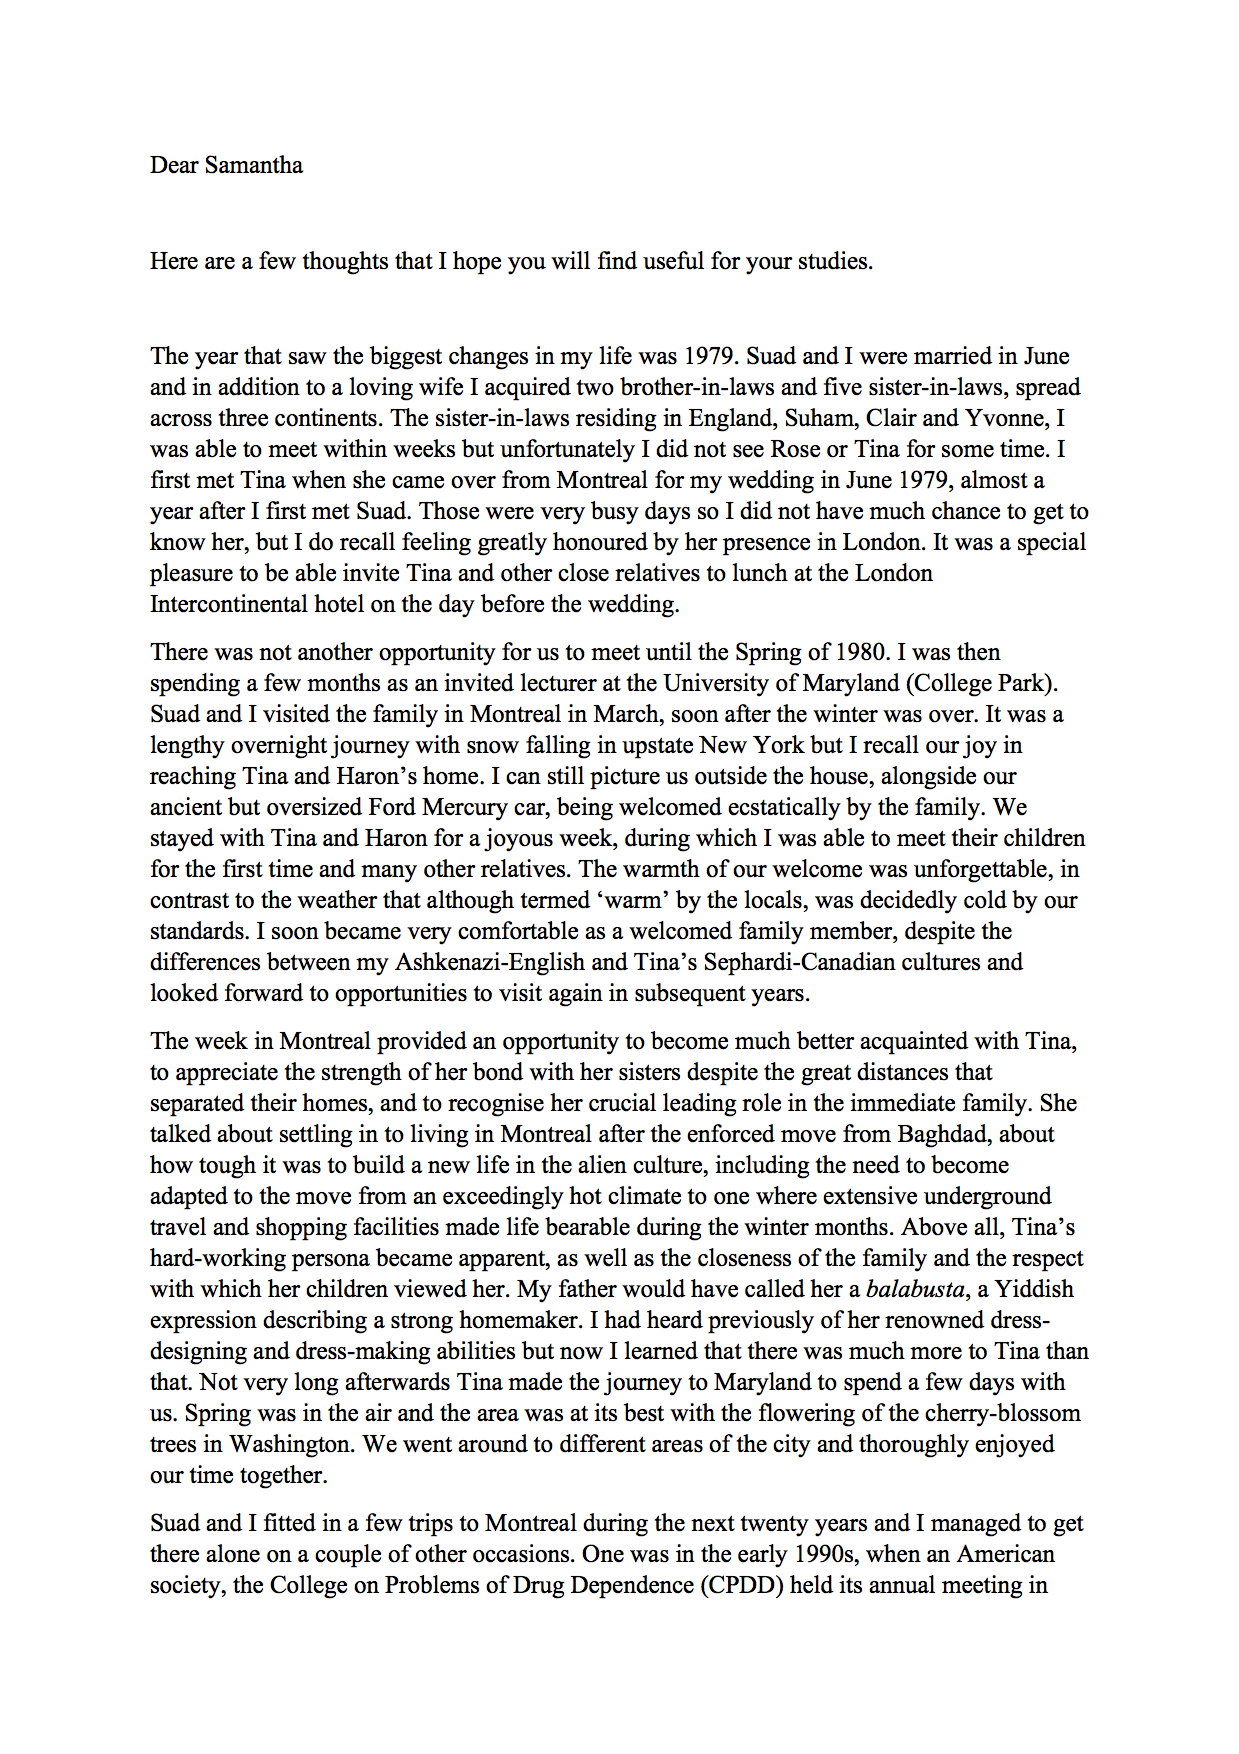 Dear Samantha
Here are a few thoughts that I hope you will find useful for your studies.
The year that saw the biggest changes in my life was 1979. Suad and I were married in June
and in addition to a loving wife I acquired two brother-in-laws and five sister-in-laws, spread
across three continents. The sister-in-laws residing in England, Suham, Clair and Yvonne, I
was able to meet within weeks but unfortunately I did not see Rose or Tina for some time. I
first met Tina when she came over from Montreal for my wedding in June 1979, almost a
year after I first met Suad. Those were very busy days so I did not have much chance to get to
know her, but I do recall feeling greatly honoured by her presence in London. It was a special
pleasure to be able invite Tina and other close relatives to lunch at the London
Intercontinental hotel on the day before the wedding.
There was not another opportunity for us to meet until the Spring of 1980. I was then
spending a few months as an invited lecturer at the University of Maryland (College Park).
Suad and I visited the family in Montreal in March, soon after the winter was over. It was a
lengthy overnight journey with snow falling in upstate New York but I recall our joy in
reaching Tina and Haron’s home. I can still picture us outside the house, alongside our
ancient but oversized Ford Mercury car, being welcomed ecstatically by the family. We
stayed with Tina and Haron for a joyous week, during which I was able to meet their children
for the first time and many other relatives. The warmth of our welcome was unforgettable, in
contrast to the weather that although termed ‘warm’ by the locals, was decidedly cold by our
standards. I soon became very comfortable as a welcomed family member, despite the
differences between my Ashkenazi-English and Tina’s Sephardi-Canadian cultures and
looked forward to opportunities to visit again in subsequent years.
The week in Montreal provided an opportunity to become much better acquainted with Tina,
to appreciate the strength of her bond with her sisters despite the great distances that
separated their homes, and to recognise her crucial leading role in the immediate family. She
talked about settling in to living in Montreal after the enforced move from Baghdad, about
how tough it was to build a new life in the alien culture, including the need to become
adapted to the move from an exceedingly hot climate to one where extensive underground
travel and shopping facilities made life bearable during the winter months. Above all, Tina’s
hard-working persona became apparent, as well as the closeness of the family and the respect
with which her children viewed her. My father would have called her a balabusta, a Yiddish
expression describing a strong homemaker. I had heard previously of her renowned dress-
designing and dress-making abilities but now I learned that there was much more to Tina than
that. Not very long afterwards Tina made the journey to Maryland to spend a few days with
us. Spring was in the air and the area was at its best with the flowering of the cherry-blossom
trees in Washington. We went around to different areas of the city and thoroughly enjoyed
our time together.
Suad and I fitted in a few trips to Montreal during the next twenty years and I managed to get
there alone on a couple of other occasions. One was in the early 1990s, when an American
society, the College on Problems of Drug Dependence (CPDD) held its annual meeting in